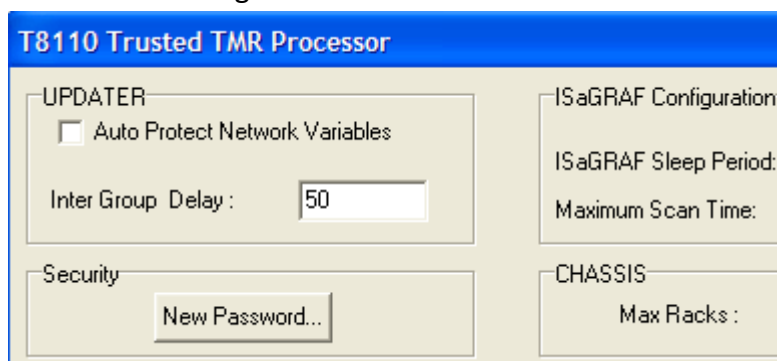 T8110 Trusted TMR Processor
UPDATER
Auto Protect Network Variables
Inter Group Delay :
50
ISaGRAF Configuration
ISaGRAF Sleep Period:
Maximum Scan Time:
Security
New Password...
CHASSIS
Max Racks :